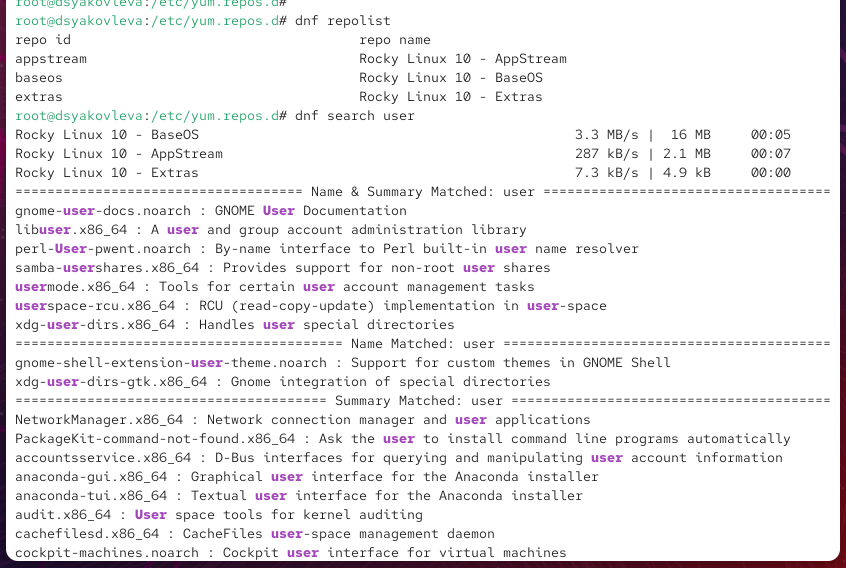 root@dsyakovleva:/etc/yum.repos.d#
root@dsyakovleva:/etc/yum.repos.d# dnf repolist
repo id                                    repo name
appstream                                  Rocky Linux 10 - AppStream
baseos                                     Rocky Linux 10 - BaseOS
extras                                     Rocky Linux 10 - Extras
root@dsyakovleva:/etc/yum.repos.d# dnf search user
Rocky Linux 10 - BaseOS                                               3.3 MB/s |  16 MB     00:05
Rocky Linux 10 - AppStream                                            287 kB/s | 2.1 MB     00:07
Rocky Linux 10 - Extras                                               7.3 kB/s | 4.9 kB     00:00
==================================== Name & Summary Matched: user ====================================
gnome-user-docs.noarch : GNOME User Documentation
libuser.x86_64 : A user and group account administration library
perl-User-pwent.noarch : By-name interface to Perl built-in user name resolver
samba-usershares.x86_64 : Provides support for non-root user shares
usermode.x86_64 : Tools for certain user account management tasks
userspace-rcu.x86_64 : RCU (read-copy-update) implementation in user-space
xdg-user-dirs.x86_64 : Handles user special directories
========================================= Name Matched: user =========================================
gnome-shell-extension-user-theme.noarch : Support for custom themes in GNOME Shell
xdg-user-dirs-gtk.x86_64 : Gnome integration of special directories
======================================= Summary Matched: user ========================================
NetworkManager.x86_64 : Network connection manager and user applications
PackageKit-command-not-found.x86_64 : Ask the user to install command line programs automatically
accountsservice.x86_64 : D-Bus interfaces for querying and manipulating user account information
anaconda-gui.x86_64 : Graphical user interface for the Anaconda installer
anaconda-tui.x86_64 : Textual user interface for the Anaconda installer
audit.x86_64 : User space tools for kernel auditing
cachefilesd.x86_64 : CacheFiles user-space management daemon
cockpit-machines.noarch : Cockpit user interface for virtual machines